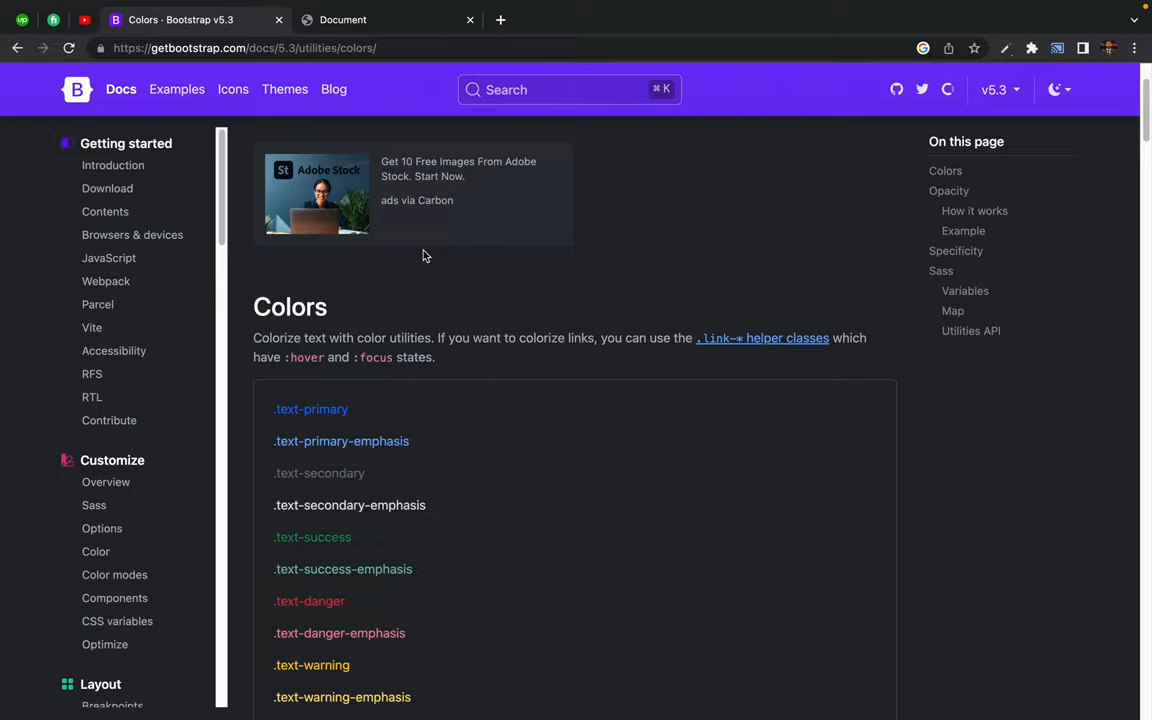 Colors · Bootstrap v5.3
Document
https://getbootstrap.com/docs/5.3/utilities/colors/
B Docs Examples Icons Themes Blog
Search
⌘ K
v5.3
Getting started
Introduction
Download
Contents
Browsers & devices
JavaScript
Webpack
Parcel
Vite
Accessibility
RFS
RTL
Contribute
Customize
Overview
Sass
Options
Color
Color modes
Components
CSS variables
Optimize
Layout
Breakpoints
St Adobe Stock
Get 10 Free Images From Adobe
Stock. Start Now.
ads via Carbon
Colors
Colorize text with color utilities. If you want to colorize links, you can use the .link-* helper classes which
have :hover and :focus states.
.text-primary
.text-primary-emphasis
.text-secondary
.text-secondary-emphasis
.text-success
.text-success-emphasis
.text-danger
.text-danger-emphasis
.text-warning
.text-warning-emphasis
On this page
Colors
Opacity
How it works
Example
Specificity
Sass
Variables
Map
Utilities API